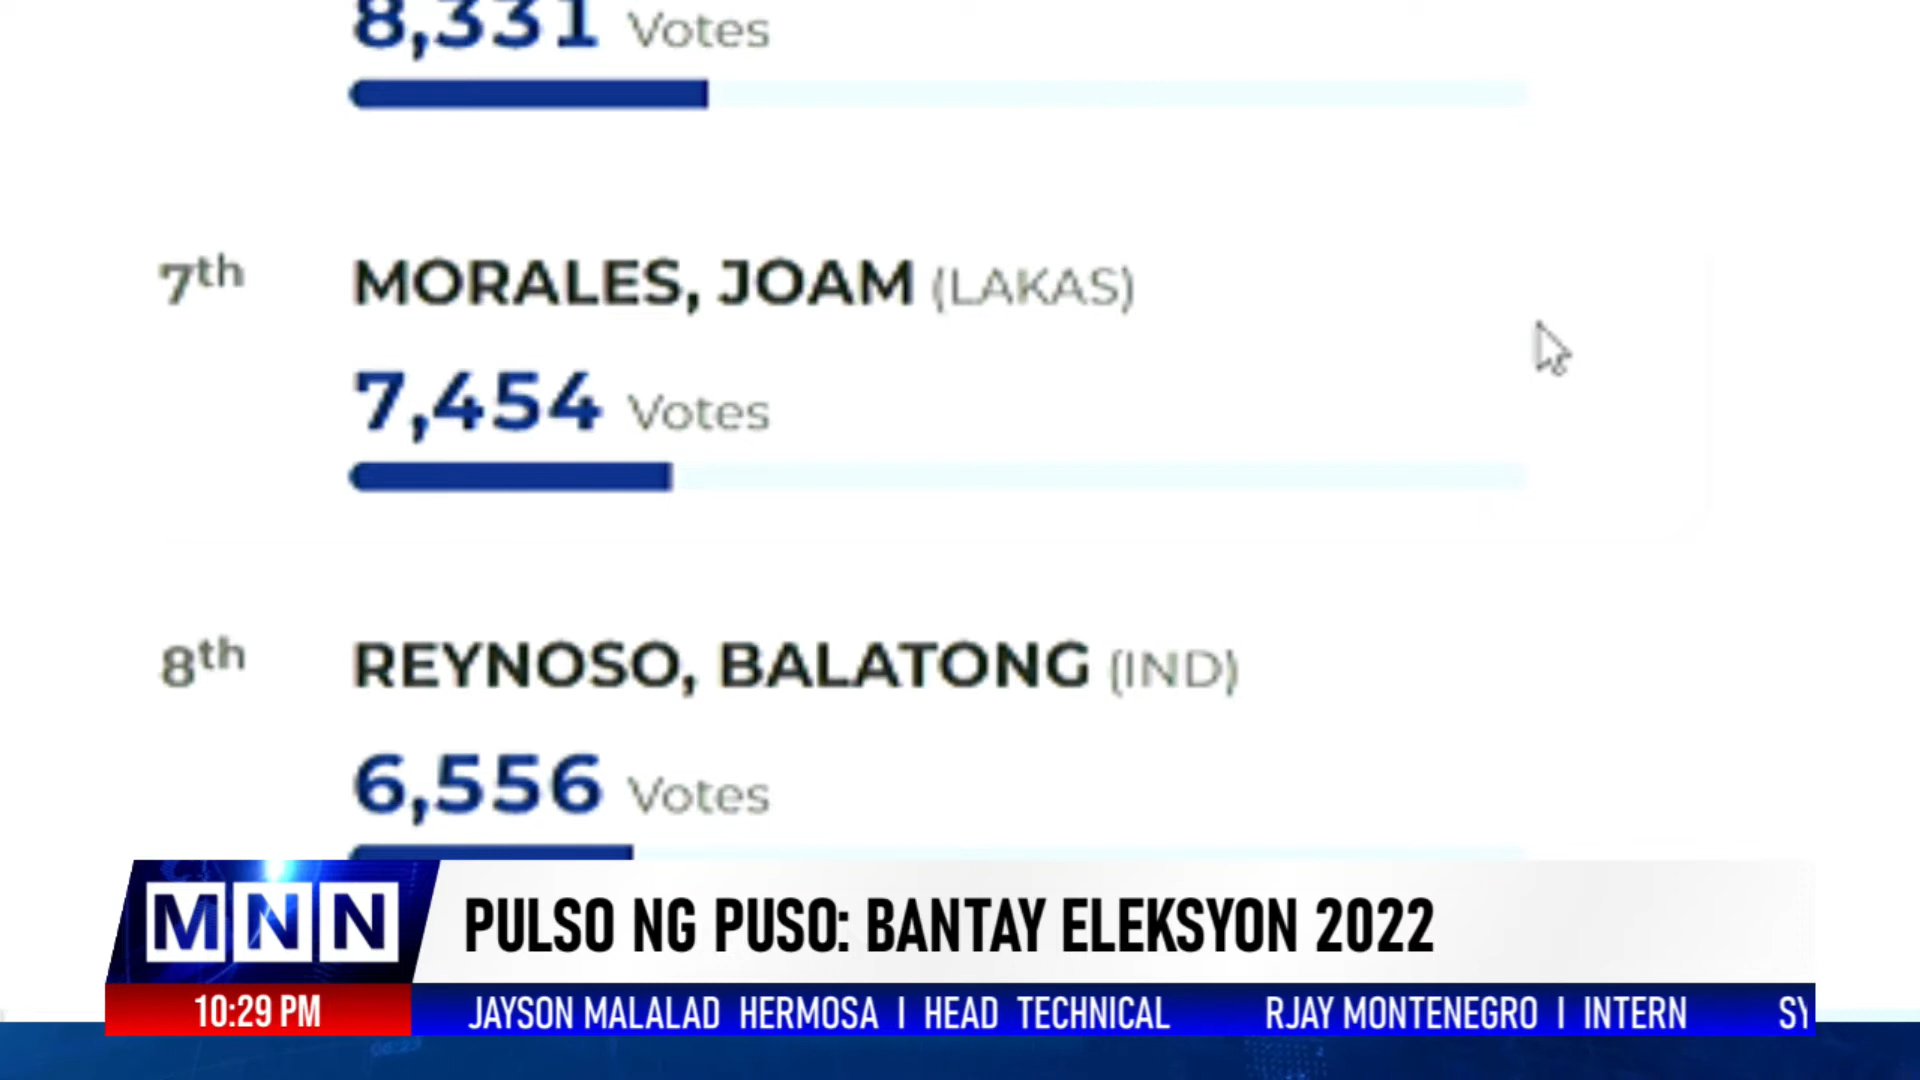 8,331 Votes
7th MORALES, JOAM (LAKAS)
7,454 Votes
8th REYNOSO, BALATONG (IND)
6,556 Votes
MNN PULSO NG PUSO: BANTAY ELEKSYON 2022
10:29 PM JAYSON MALALAD HERMOSA | HEAD TECHNICAL RJAY MONTENEGRO | INTERN